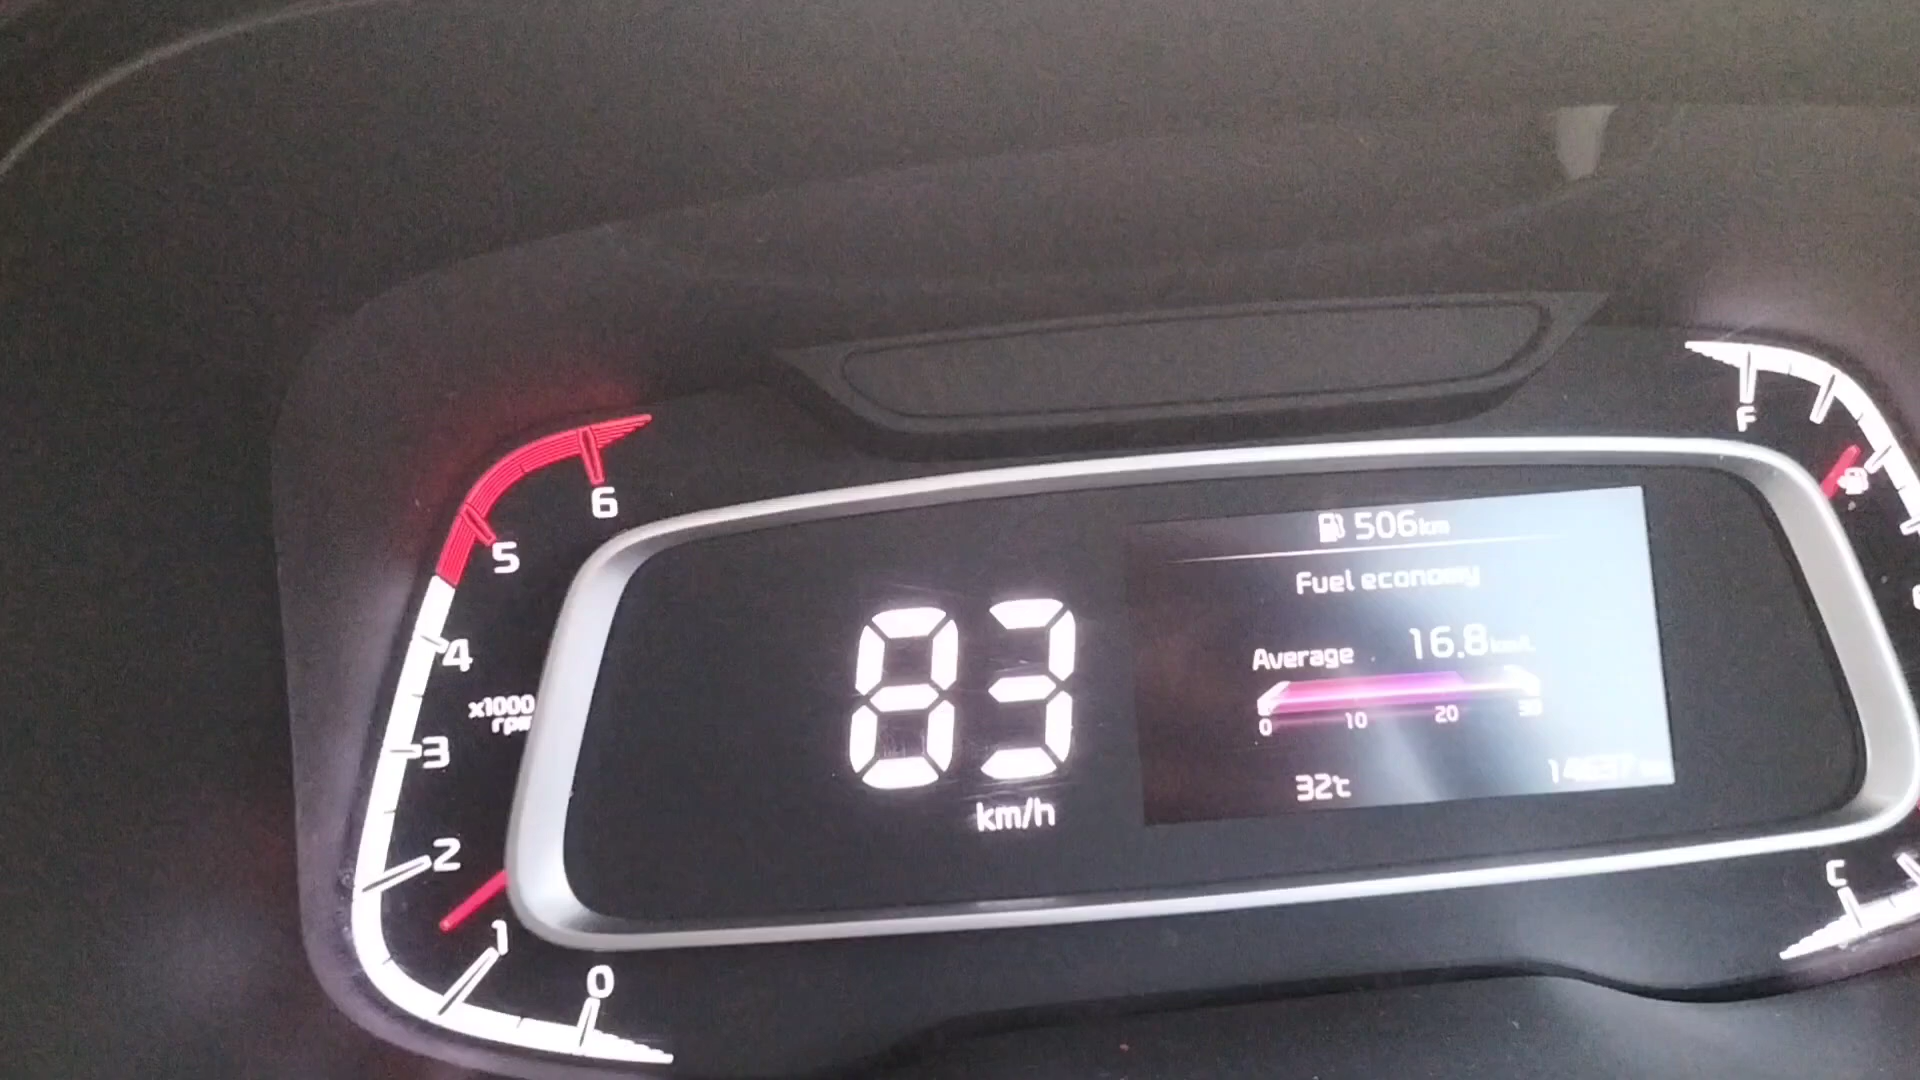 6
5
4
x1000
rpm
3
2
1
0
83
km/h
506km
Fuel economy
Average 16.8km/L
0 10 20 30
32℃
F
C